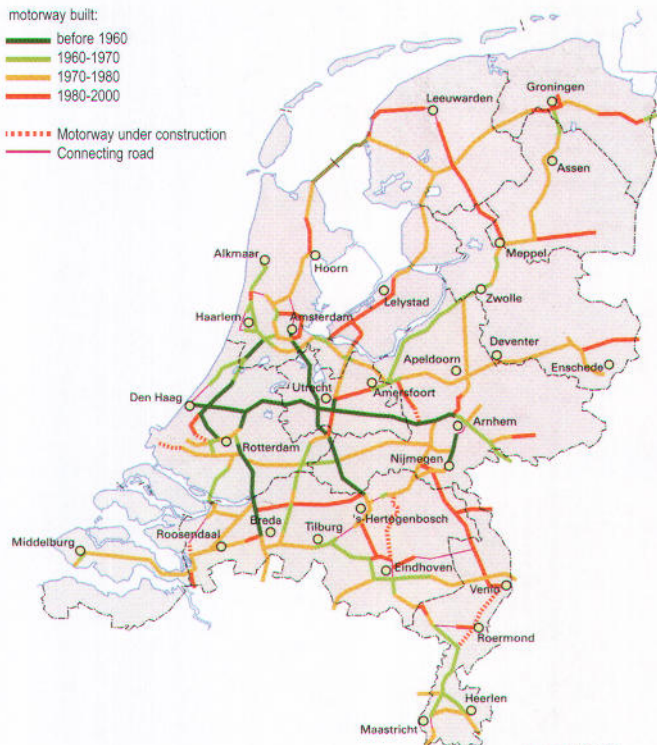 motorway built:
before 1960
1960-1970
1970-1980
1980-2000
Motorway under construction
Connecting road
Groningen
Leeuwarden
Assen
Meppel
Alkmaar
Hoorn
Lelystad
Zwolle
Haarlem
Amsterdam
Deventer
Apeldoorn
Enschede
Utrecht
Amersfoort
Den Haag
Arnhem
Rotterdam
Nijmegen
's-Hertogenbosch
Breda
Tilburg
Roosendaal
Middelburg
Eindhoven
Venlo
Roermond
Heerlen
Maastricht